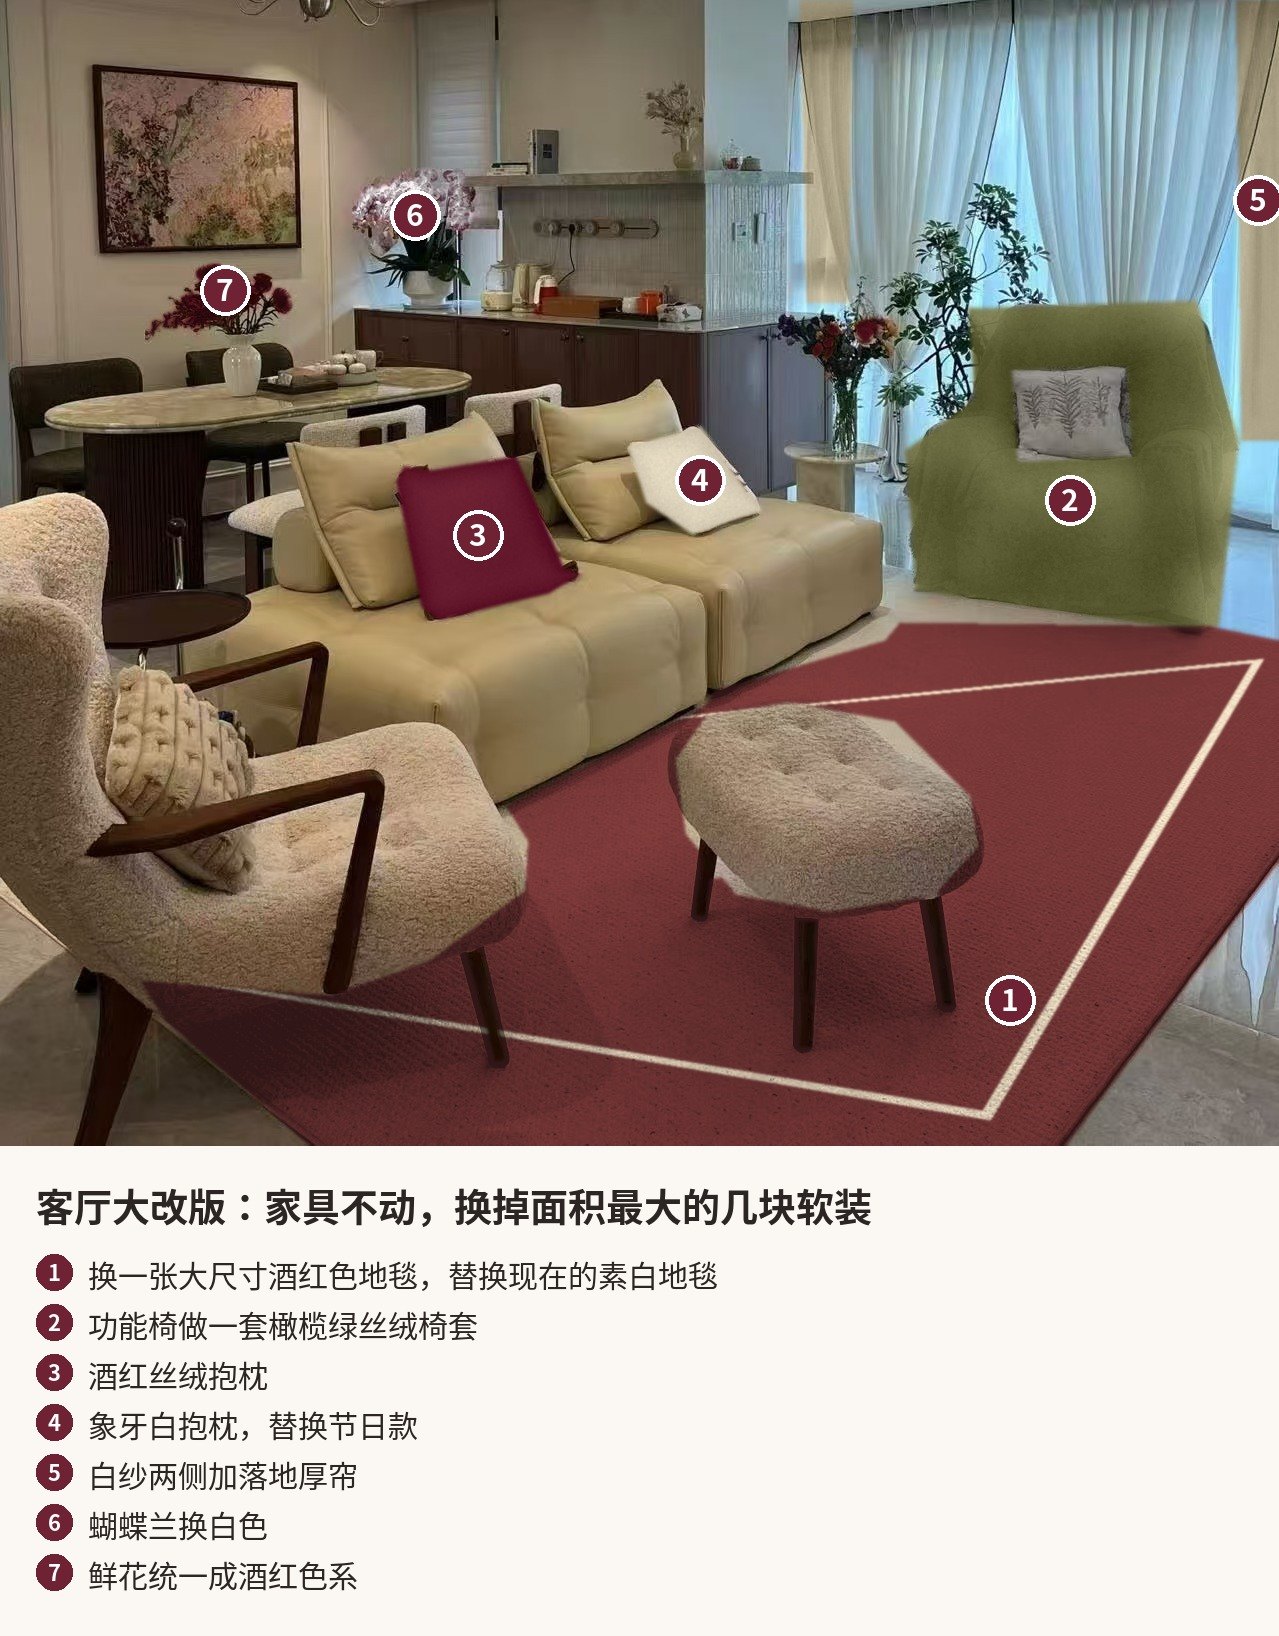 6
5
7
4
2
3
1
客厅大改版：家具不动，换掉面积最大的几块软装
1 换一张大尺寸酒红色地毯，替换现在的素白地毯
2 功能椅做一套橄榄绿丝绒椅套
3 酒红丝绒抱枕
4 象牙白抱枕，替换节日款
5 白纱两侧加落地厚帘
6 蝴蝶兰换白色
7 鲜花统一成酒红色系